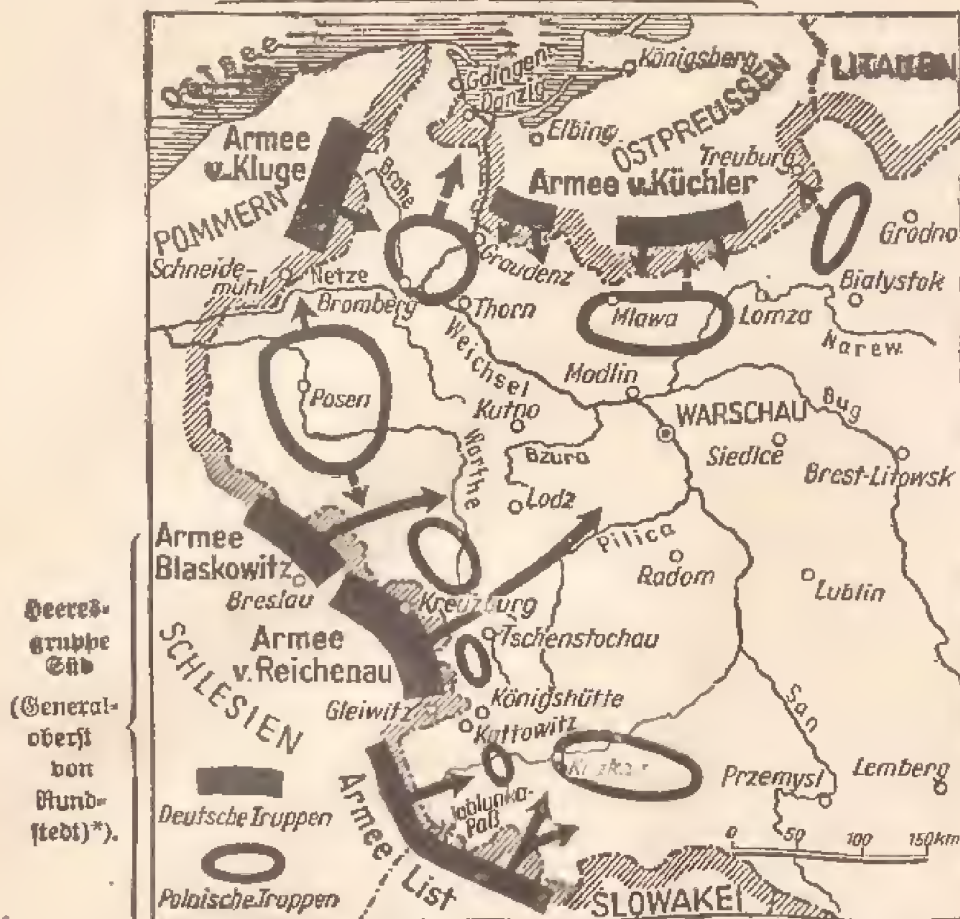 Ostsee
Gdingen
Danzig
Königsberg
LITAUEN
Elbing
OSTPREUSSEN
Treuburg
Armee
v. Kluge
Brahe
Armee v. Küchler
POMMERN
Grodno
Schneide-
mühl
Netze
Bromberg
Graudenz
Thorn
Mlawa
Lomza
Bialystok
Narew
Weichsel
Modlin
Posen
Kutno
WARSCHAU
Bug
Siedlce
Brest-Litowsk
Bzura
Warthe
Lodz
Pilica
Armee
Blaskowitz
Breslau
Radom
Lublin
Kreuzburg
Armee
v. Reichenau
Tschenstochau
SCHLESIEN
Gleiwitz
Königshütte
Kattowitz
San
Przemysl
Lemberg
Jablunka-
Paß
Armee List
0 50 100 150 km
SLOWAKEI
Deutsche Truppen
Polnische Truppen
Heeres-
gruppe
Süd
(General-
oberst
von
Rund-
stedt)*).